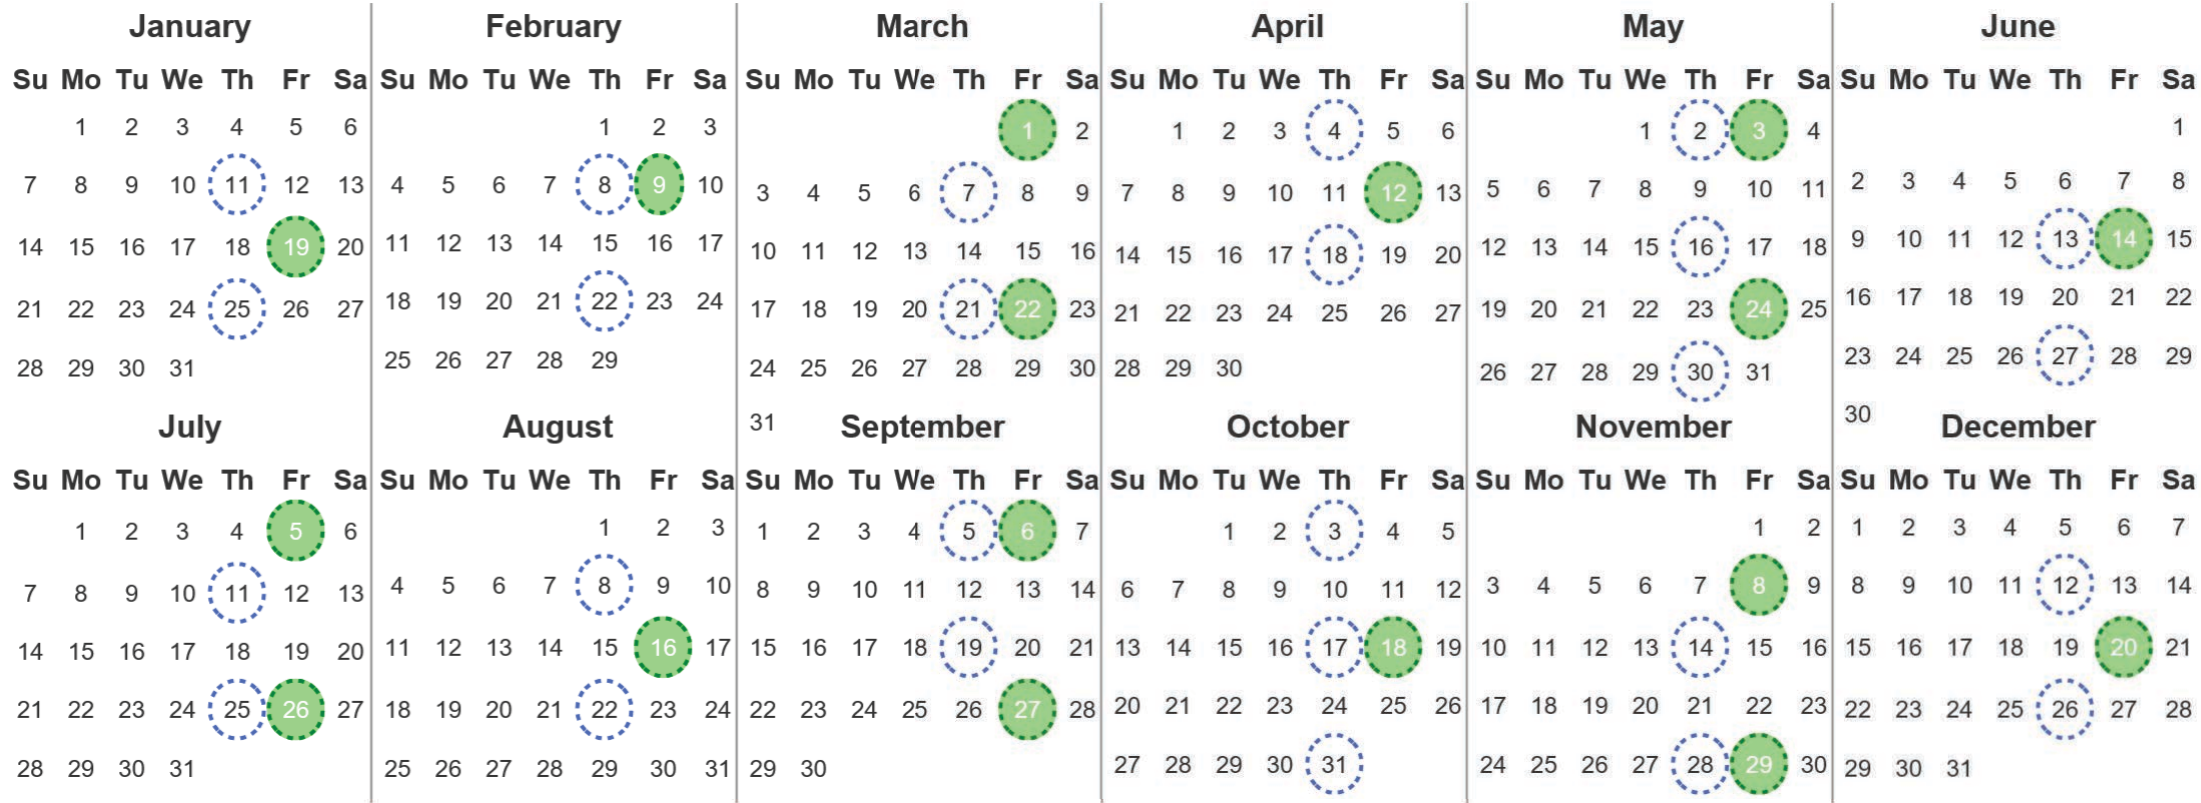 January
Su Mo Tu We Th Fr Sa
1 2 3 4 5 6
7 8 9 10 11 12 13
14 15 16 17 18 19 20
21 22 23 24 25 26 27
28 29 30 31
February
Su Mo Tu We Th Fr Sa
1 2 3
4 5 6 7 8 9 10
11 12 13 14 15 16 17
18 19 20 21 22 23 24
25 26 27 28 29
March
Su Mo Tu We Th Fr Sa
1 2
3 4 5 6 7 8 9
10 11 12 13 14 15 16
17 18 19 20 21 22 23
24 25 26 27 28 29 30
31
April
Su Mo Tu We Th Fr Sa
1 2 3 4 5 6
7 8 9 10 11 12 13
14 15 16 17 18 19 20
21 22 23 24 25 26 27
28 29 30
May
Su Mo Tu We Th Fr Sa
1 2 3 4
5 6 7 8 9 10 11
12 13 14 15 16 17 18
19 20 21 22 23 24 25
26 27 28 29 30 31
June
Su Mo Tu We Th Fr Sa
1
2 3 4 5 6 7 8
9 10 11 12 13 14 15
16 17 18 19 20 21 22
23 24 25 26 27 28 29
30
July
Su Mo Tu We Th Fr Sa
1 2 3 4 5 6
7 8 9 10 11 12 13
14 15 16 17 18 19 20
21 22 23 24 25 26 27
28 29 30 31
August
Su Mo Tu We Th Fr Sa
1 2 3
4 5 6 7 8 9 10
11 12 13 14 15 16 17
18 19 20 21 22 23 24
25 26 27 28 29 30 31
September
Su Mo Tu We Th Fr Sa
1 2 3 4 5 6 7
8 9 10 11 12 13 14
15 16 17 18 19 20 21
22 23 24 25 26 27 28
29 30
October
Su Mo Tu We Th Fr Sa
1 2 3 4 5
6 7 8 9 10 11 12
13 14 15 16 17 18 19
20 21 22 23 24 25 26
27 28 29 30 31
November
Su Mo Tu We Th Fr Sa
1 2
3 4 5 6 7 8 9
10 11 12 13 14 15 16
17 18 19 20 21 22 23
24 25 26 27 28 29 30
December
Su Mo Tu We Th Fr Sa
1 2 3 4 5 6 7
8 9 10 11 12 13 14
15 16 17 18 19 20 21
22 23 24 25 26 27 28
29 30 31